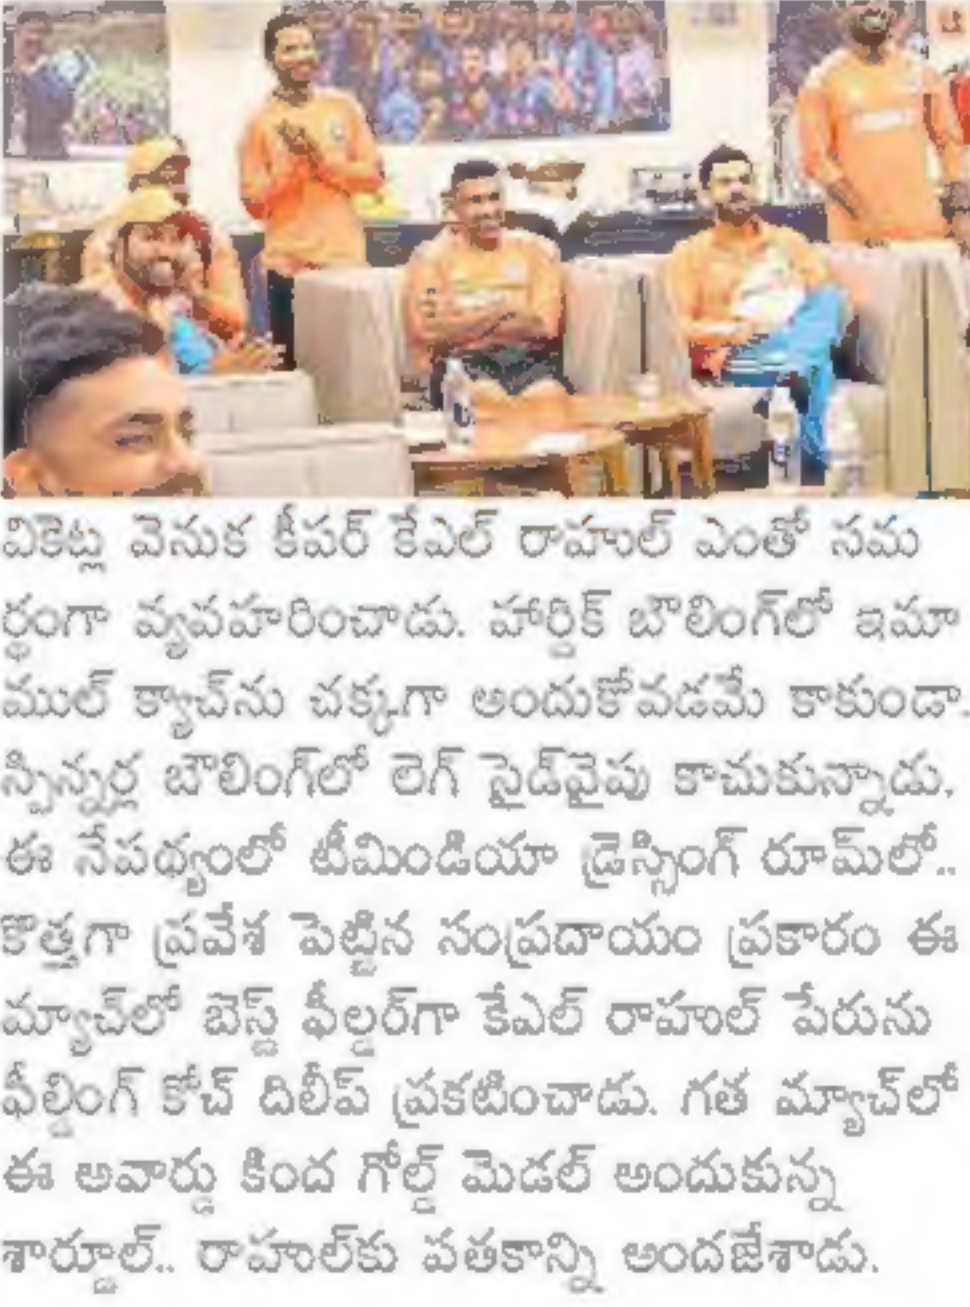 వికెట్ల వెనుక కీపర్ కేఎల్ రాహుల్ ఎంతో సమ
ర్థంగా వ్యవహరించాడు. హార్దిక్ బౌలింగ్‌లో ఇమా
ముల్ క్యాచ్‌ను చక్కగా అందుకోవడమే కాకుండా.
స్పిన్నర్ల బౌలింగ్‌లో లెగ్ సైడ్‌వైపు కాచుకున్నాడు.
ఈ నేపథ్యంలో టీమిండియా డ్రెస్సింగ్ రూమ్‌లో..
కొత్తగా ప్రవేశ పెట్టిన సంప్రదాయం ప్రకారం ఈ
మ్యాచ్‌లో బెస్ట్ ఫీల్డర్‌గా కేఎల్ రాహుల్ పేరును
ఫీల్డింగ్ కోచ్ దిలీప్ ప్రకటించాడు. గత మ్యాచ్‌లో
ఈ అవార్డు కింద గోల్డ్ మెడల్ అందుకున్న
శార్దూల్.. రాహుల్‌కు పతకాన్ని అందజేశాడు.